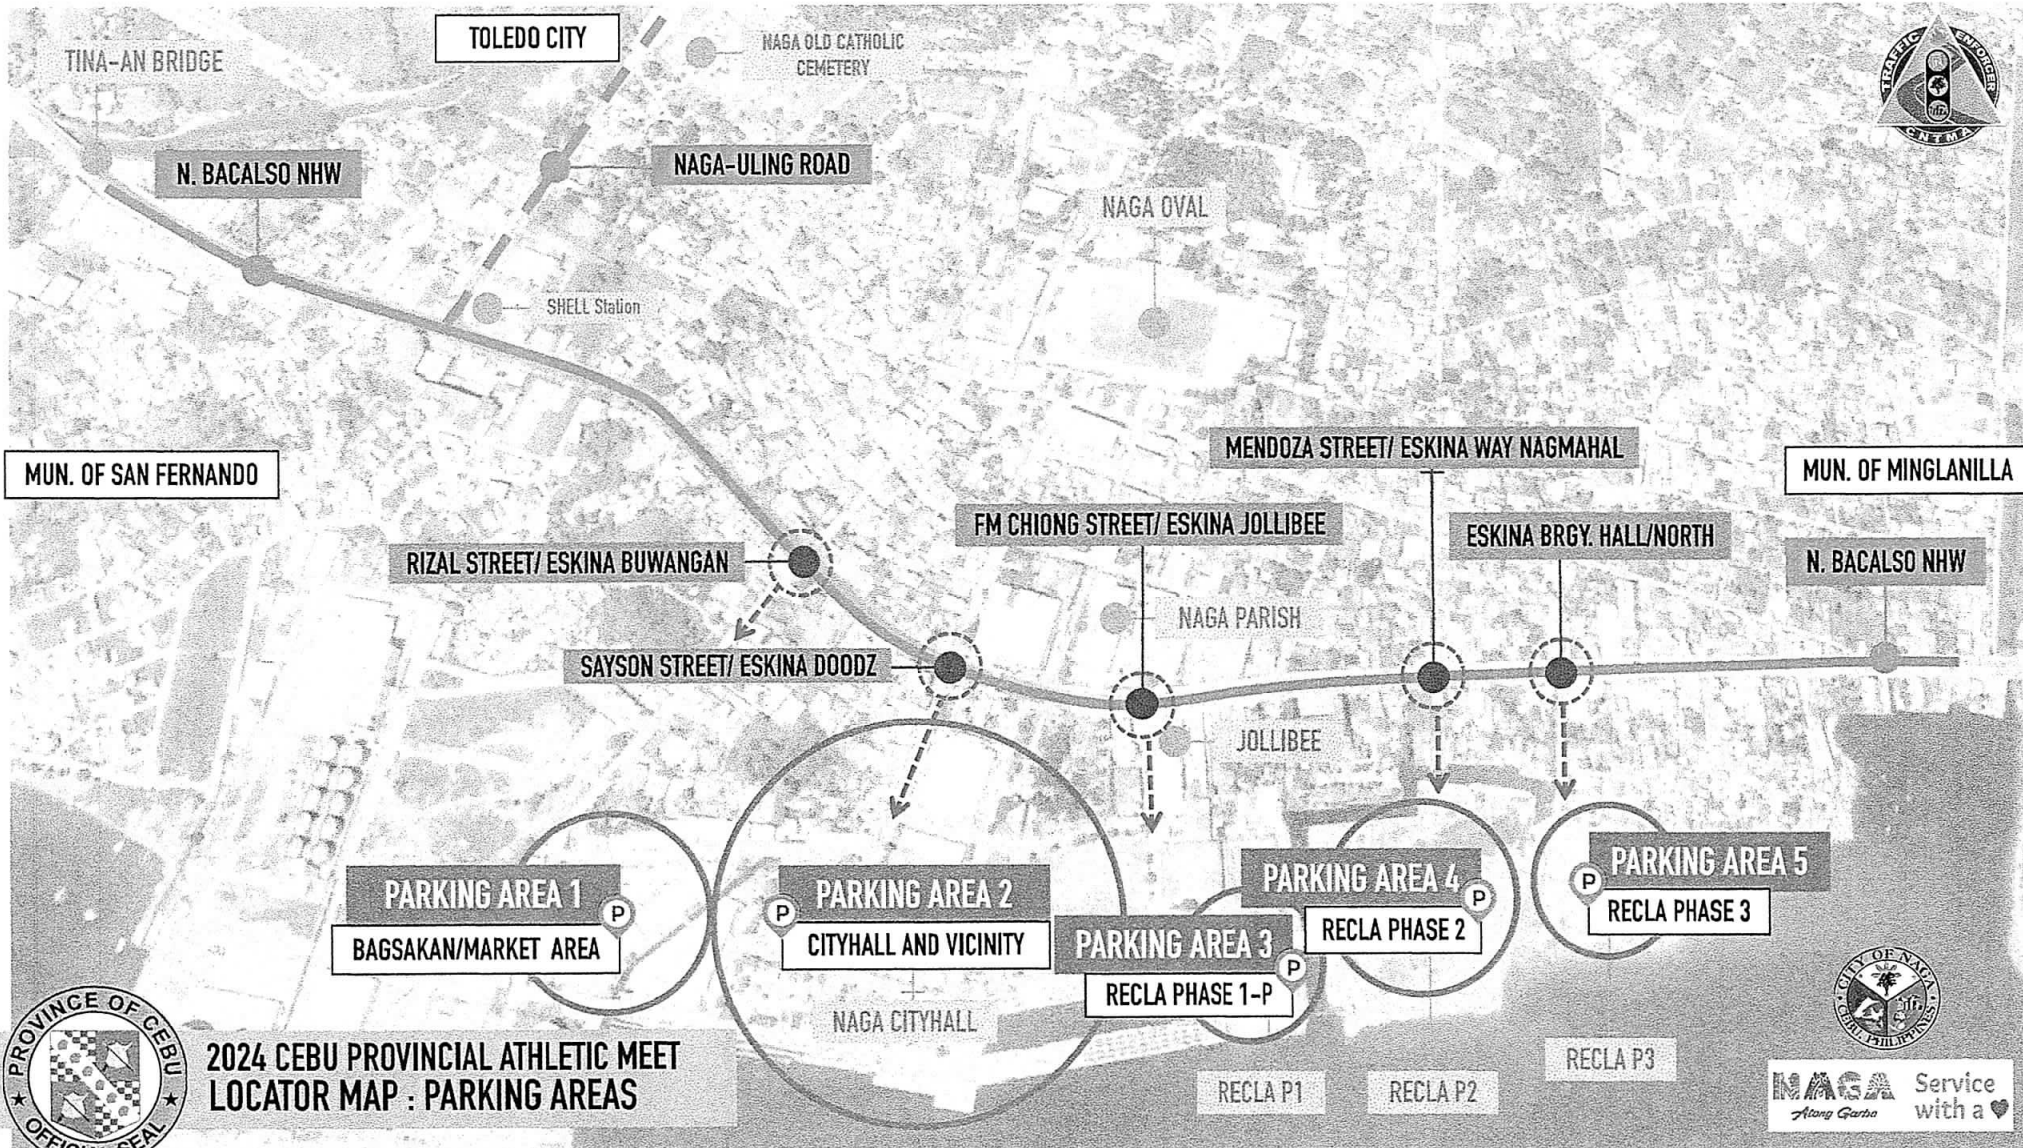 TINA-AN BRIDGE
TOLEDO CITY
NAGA OLD CATHOLIC
CEMETERY
TRAFFIC ENFORCER
CNTMA
N. BACALSO NHW
NAGA-ULING ROAD
NAGA OVAL
SHELL Station
MUN. OF SAN FERNANDO
MENDOZA STREET/ ESKINA WAY NAGMAHAL
MUN. OF MINGLANILLA
FM CHIONG STREET/ ESKINA JOLLIBEE
ESKINA BRGY. HALL/NORTH
RIZAL STREET/ ESKINA BUWANGAN
N. BACALSO NHW
NAGA PARISH
SAYSON STREET/ ESKINA DOODZ
JOLLIBEE
PARKING AREA 1
P
BAGSAKAN/MARKET AREA
PARKING AREA 2
P
CITYHALL AND VICINITY
PARKING AREA 3
P
RECLA PHASE 1-P
PARKING AREA 4
P
RECLA PHASE 2
PARKING AREA 5
P
RECLA PHASE 3
NAGA CITYHALL
RECLA P1
RECLA P2
RECLA P3
PROVINCE OF CEBU
OFFICIAL SEAL
2024 CEBU PROVINCIAL ATHLETIC MEET
LOCATOR MAP : PARKING AREAS
CITY OF NAGA
CEBU, PHILIPPINES
NAGA
Atong Garbo
Service
with a ♥